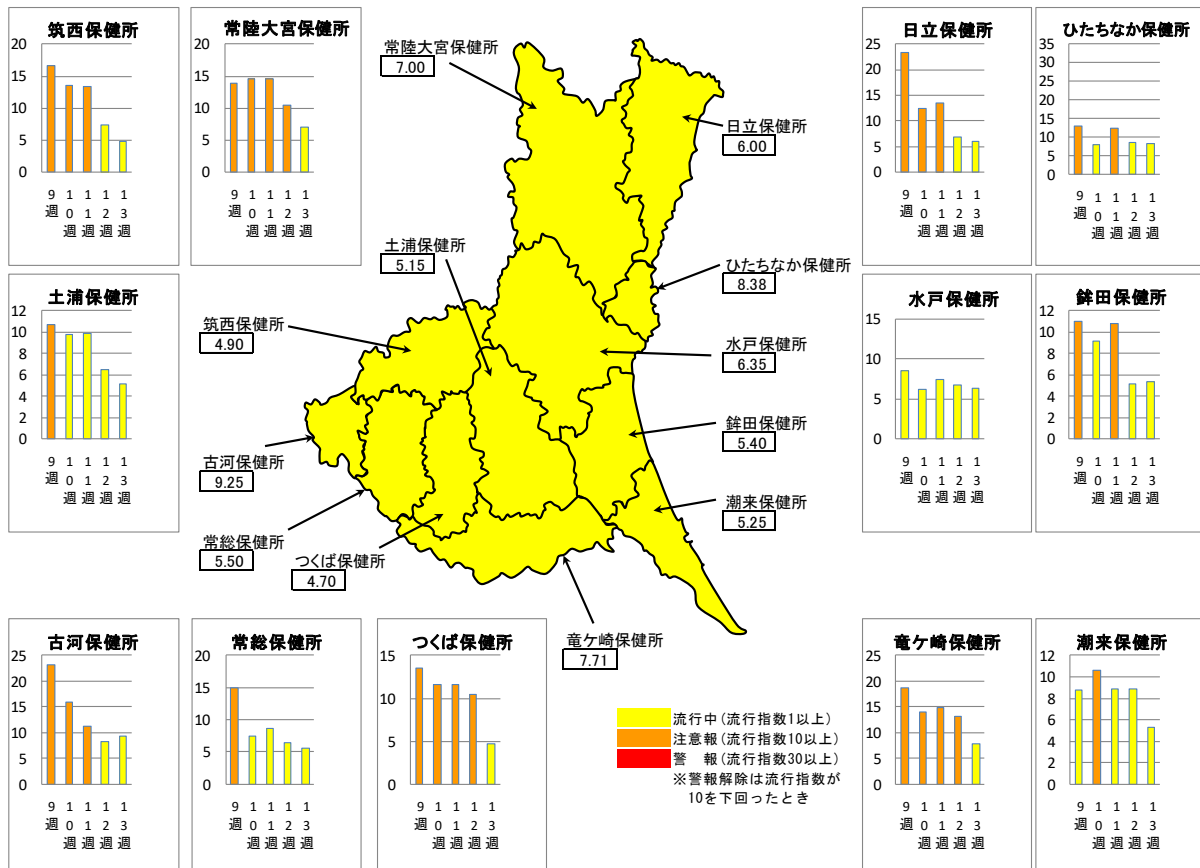 筑西保健所
20
15
10
5
0
9週
10週
11週
12週
13週
常陸大宮保健所
20
15
10
5
0
9週
10週
11週
12週
13週
常陸大宮保健所
7.00
日立保健所
6.00
土浦保健所
5.15
ひたちなか保健所
8.38
筑西保健所
4.90
水戸保健所
6.35
鉾田保健所
5.40
古河保健所
9.25
潮来保健所
5.25
常総保健所
5.50
つくば保健所
4.70
竜ケ崎保健所
7.71
日立保健所
25
20
15
10
5
0
9週
10週
11週
12週
13週
ひたちなか保健所
35
30
25
20
15
10
5
0
9週
10週
11週
12週
13週
土浦保健所
12
10
8
6
4
2
0
9週
10週
11週
12週
13週
水戸保健所
15
10
5
0
9週
10週
11週
12週
13週
鉾田保健所
12
10
8
6
4
2
0
9週
10週
11週
12週
13週
古河保健所
25
20
15
10
5
0
9週
10週
11週
12週
13週
常総保健所
20
15
10
5
0
9週
10週
11週
12週
13週
つくば保健所
15
10
5
0
9週
10週
11週
12週
13週
流行中(流行指数1以上)
注意報(流行指数10以上)
警 報(流行指数30以上)
※警報解除は流行指数が
10を下回ったとき
竜ケ崎保健所
25
20
15
10
5
0
9週
10週
11週
12週
13週
潮来保健所
12
10
8
6
4
2
0
9週
10週
11週
12週
13週